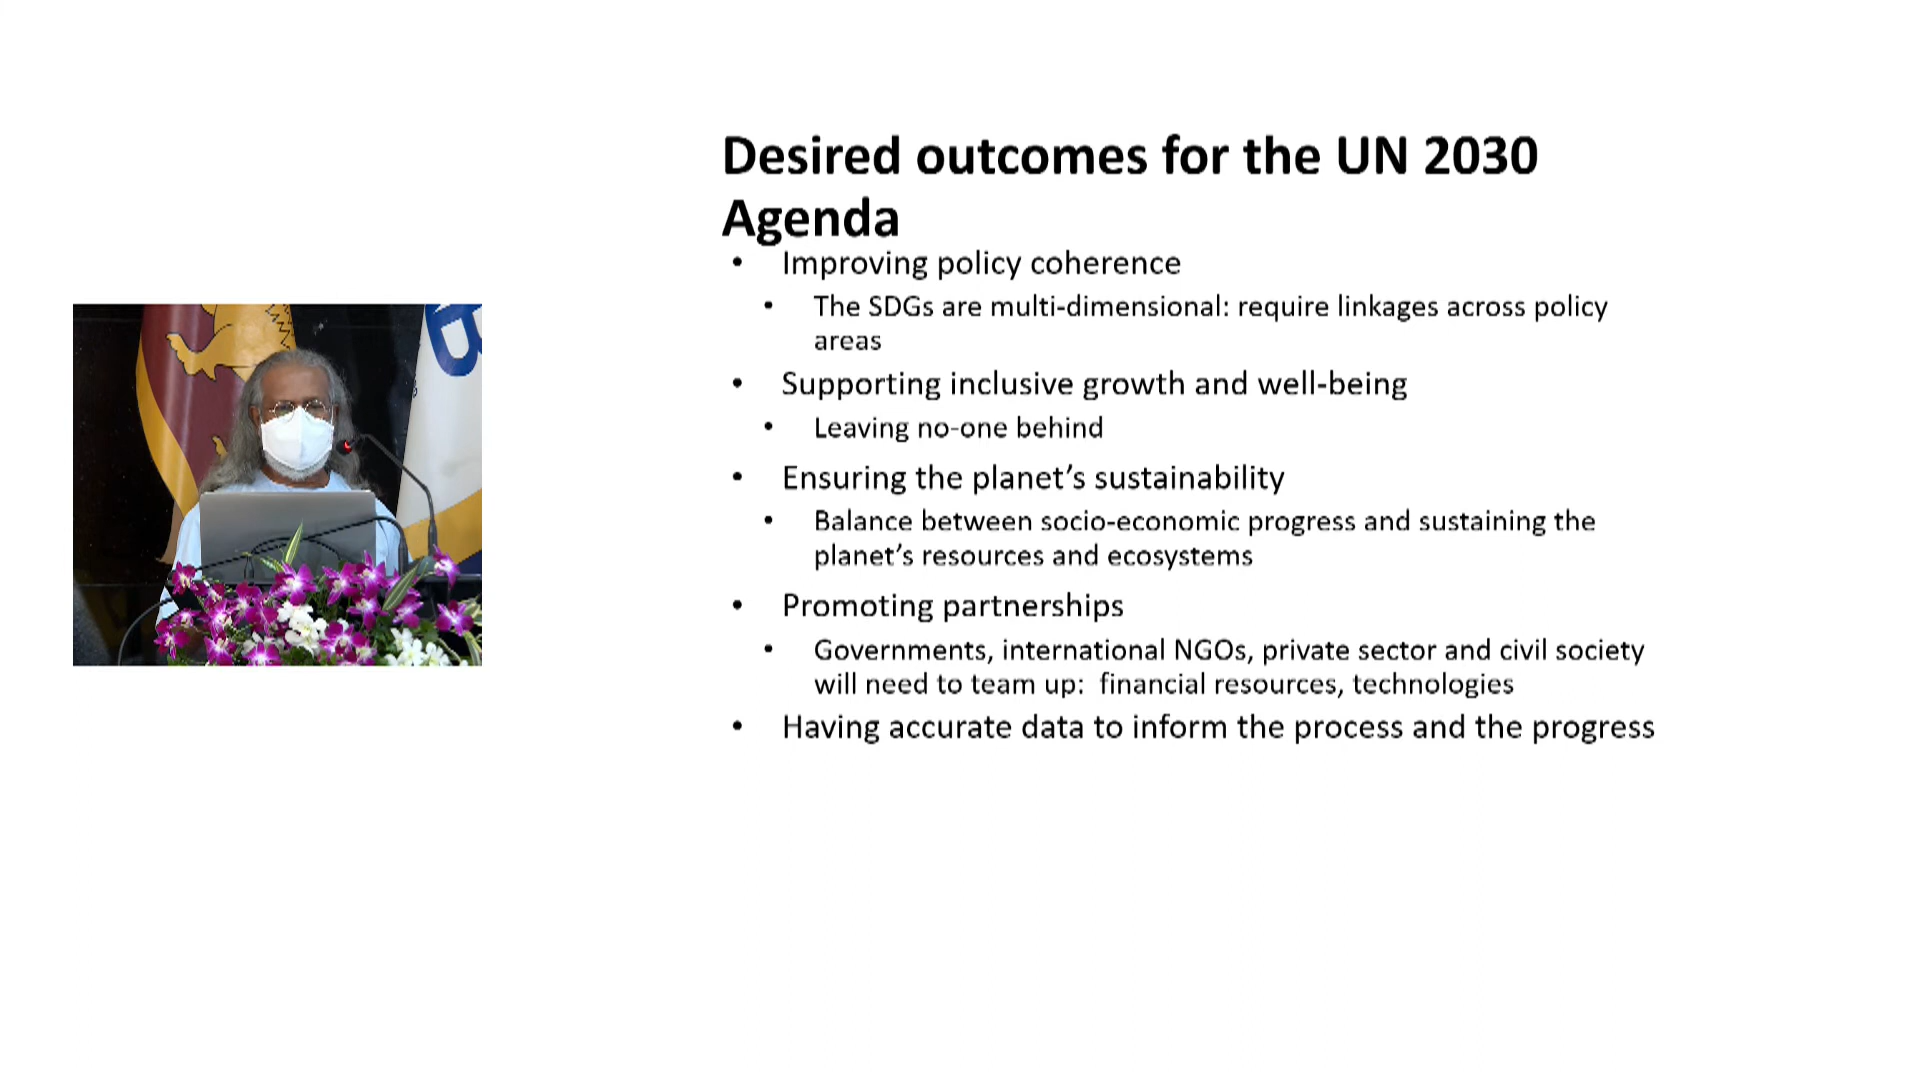 Desired outcomes for the UN 2030
Agenda
• Improving policy coherence
• The SDGs are multi-dimensional: require linkages across policy
areas
• Supporting inclusive growth and well-being
• Leaving no-one behind
• Ensuring the planet’s sustainability
• Balance between socio-economic progress and sustaining the
planet’s resources and ecosystems
• Promoting partnerships
• Governments, international NGOs, private sector and civil society
will need to team up:  financial resources, technologies
• Having accurate data to inform the process and the progress